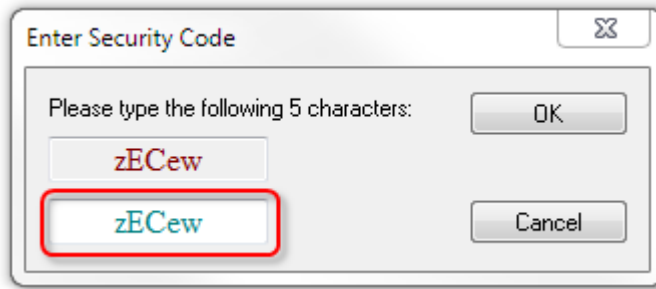 Enter Security Code
Please type the following 5 characters:
OK
zECew
zECew
Cancel